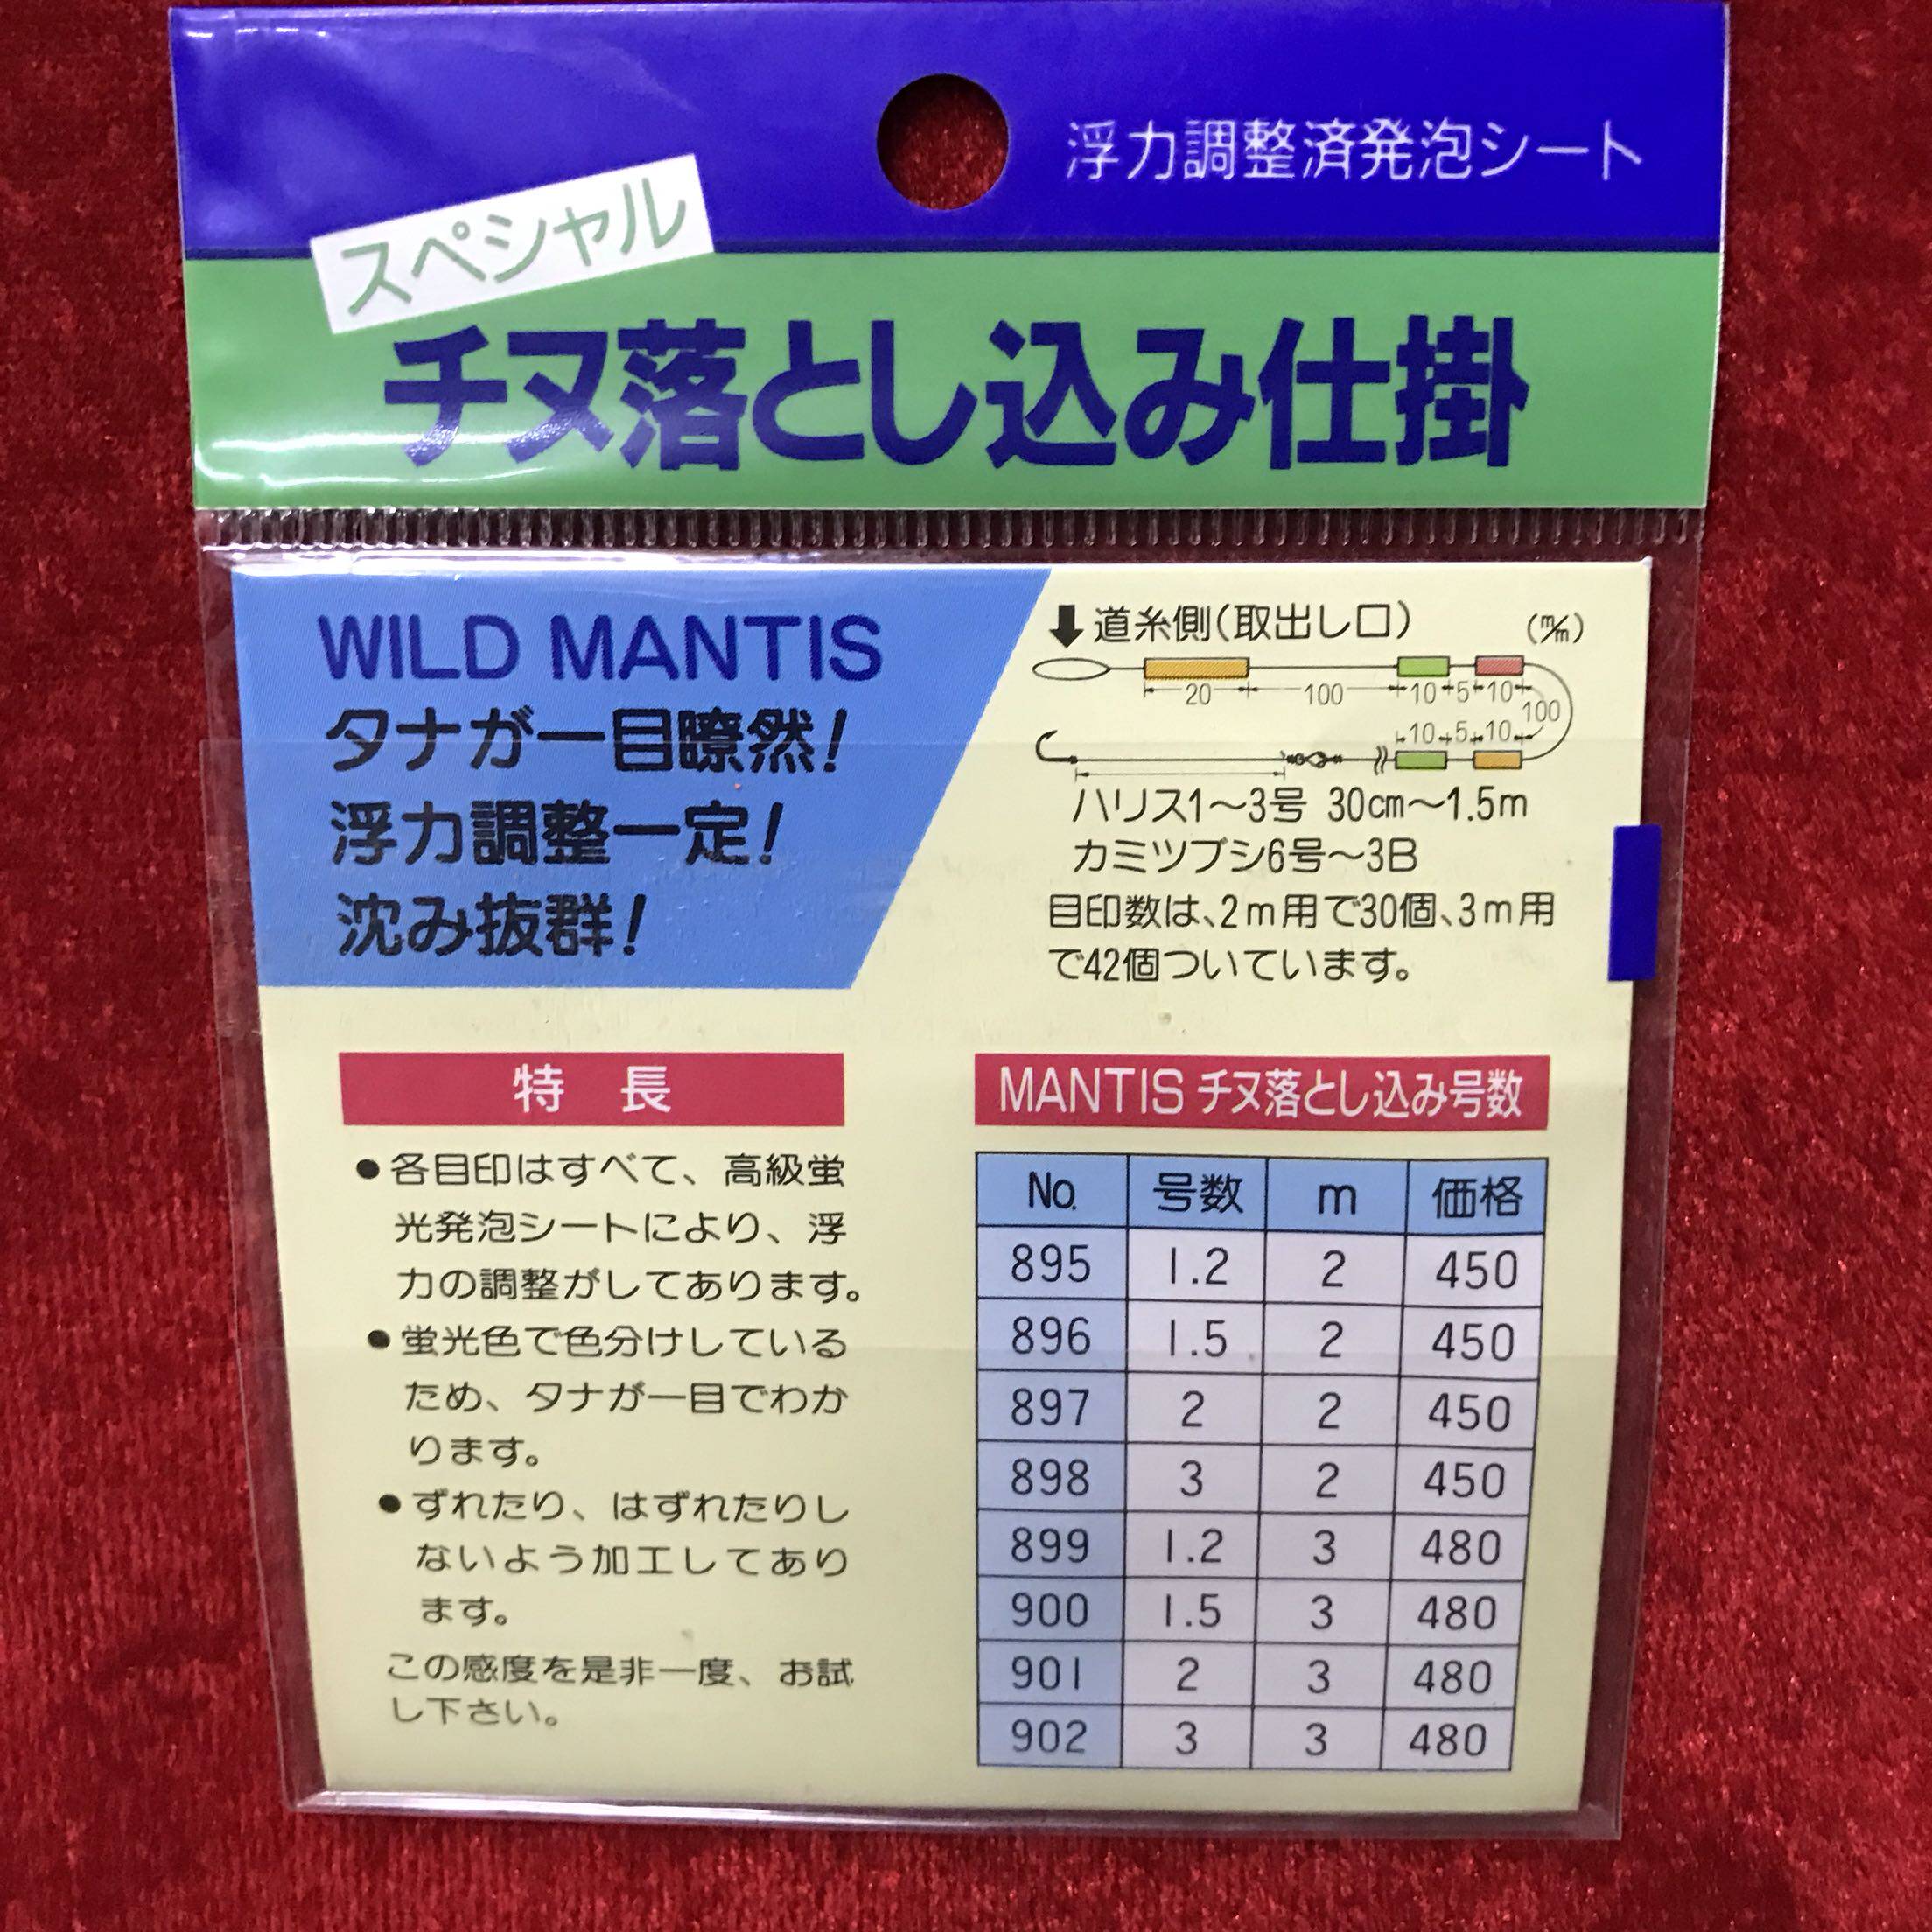 浮力調整済発泡シート
スペシャル
チヌ落とし込み仕掛
WILD MANTIS
タナが一目瞭然!
浮力調整一定!
沈み抜群!
道糸側(取出し口)
(m/m)
20 100 10 5 10
100
10 5 10
ハリス1〜3号 30cm〜1.5m
カミツブシ6号〜3B
目印数は、2m用で30個、3m用
で42個ついています。
特 長
●各目印はすべて、高級蛍
光発泡シートにより、浮
力の調整がしてあります。
●蛍光色で色分けしている
ため、タナが一目でわか
ります。
●ずれたり、はずれたりし
ないよう加工してあり
ます。
この感度を是非一度、お試
し下さい。
MANTIS チヌ落とし込み号数
No. 号数 m 価格
895 1.2 2 450
896 1.5 2 450
897 2 2 450
898 3 2 450
899 1.2 3 480
900 1.5 3 480
901 2 3 480
902 3 3 480